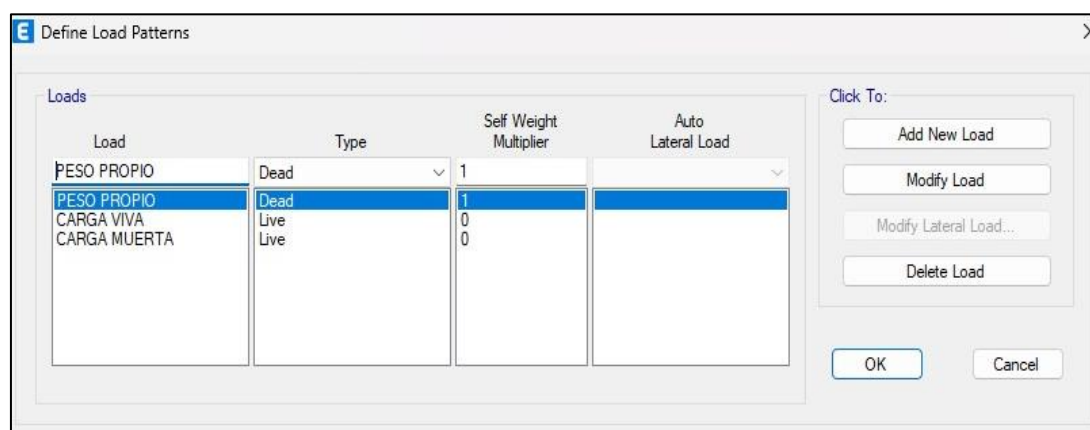 E Define Load Patterns
Loads
Click To:
Load Type Self Weight Multiplier Auto Lateral Load
PESO PROPIO Dead 1
PESO PROPIO Dead 1
CARGA VIVA Live 0
CARGA MUERTA Live 0
Add New Load
Modify Load
Modify Lateral Load...
Delete Load
OK Cancel